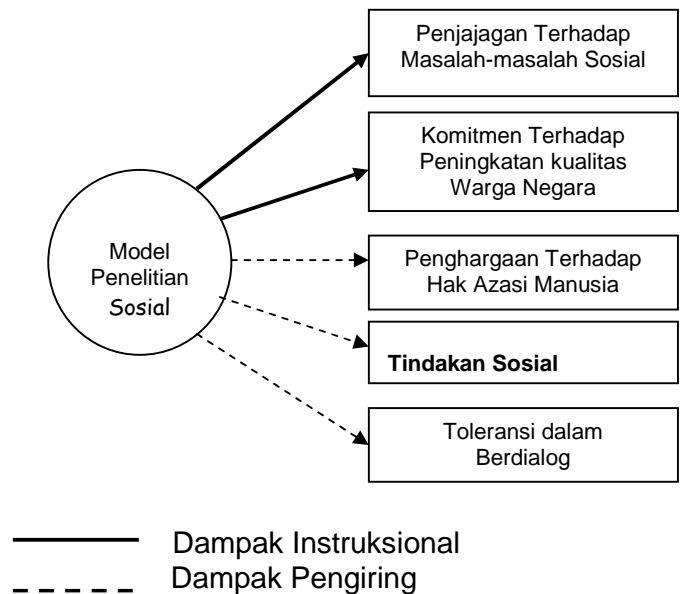 Penjajagan Terhadap
Masalah-masalah Sosial
Komitmen Terhadap
Peningkatan kualitas
Warga Negara
Model
Penelitian
Sosial
Penghargaan Terhadap
Hak Azasi Manusia
Tindakan Sosial
Toleransi dalam
Berdialog
Dampak Instruksional
Dampak Pengiring